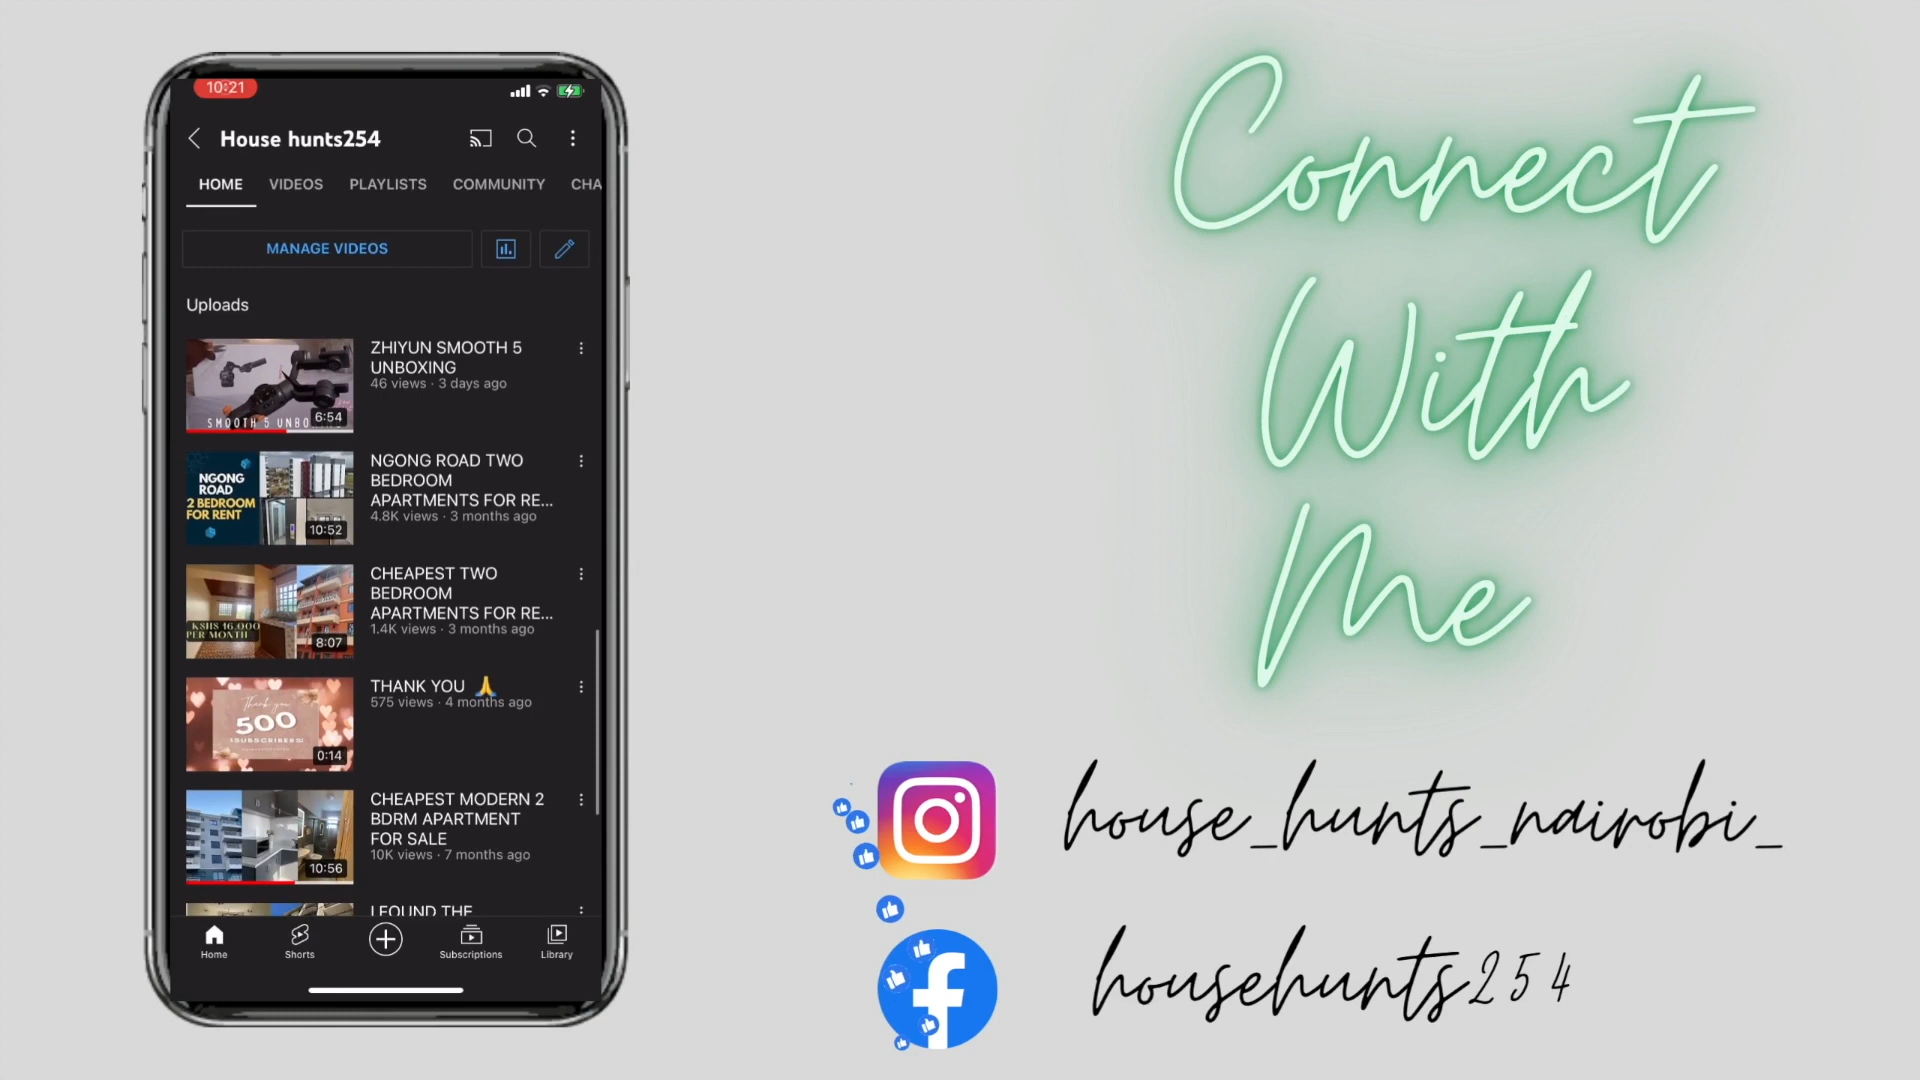 10:21
House hunts254
HOME VIDEOS PLAYLISTS COMMUNITY CHA
MANAGE VIDEOS
Uploads
SMOOTH 5 UNBO
6:54
ZHIYUN SMOOTH 5
UNBOXING
46 views · 3 days ago
NGONG
ROAD
2 BEDROOM
FOR RENT
10:52
NGONG ROAD TWO
BEDROOM
APARTMENTS FOR RE...
4.8K views · 3 months ago
KSHS 16,000
PER MONTH
8:07
CHEAPEST TWO
BEDROOM
APARTMENTS FOR RE...
1.4K views · 3 months ago
Thank you
500
SUBSCRIBERS!
0:14
THANK YOU 🙏
575 views · 4 months ago
10:56
CHEAPEST MODERN 2
BDRM APARTMENT
FOR SALE
10K views · 7 months ago
I FOUND THE
Home Shorts Subscriptions Library
Connect
With
Me
house_hunts_nairobi_
househunts254